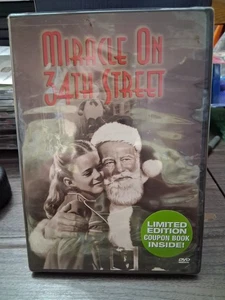 MIRACLE ON
34TH STREET
LIMITED
EDITION
COUPON BOOK
INSIDE!
DVD